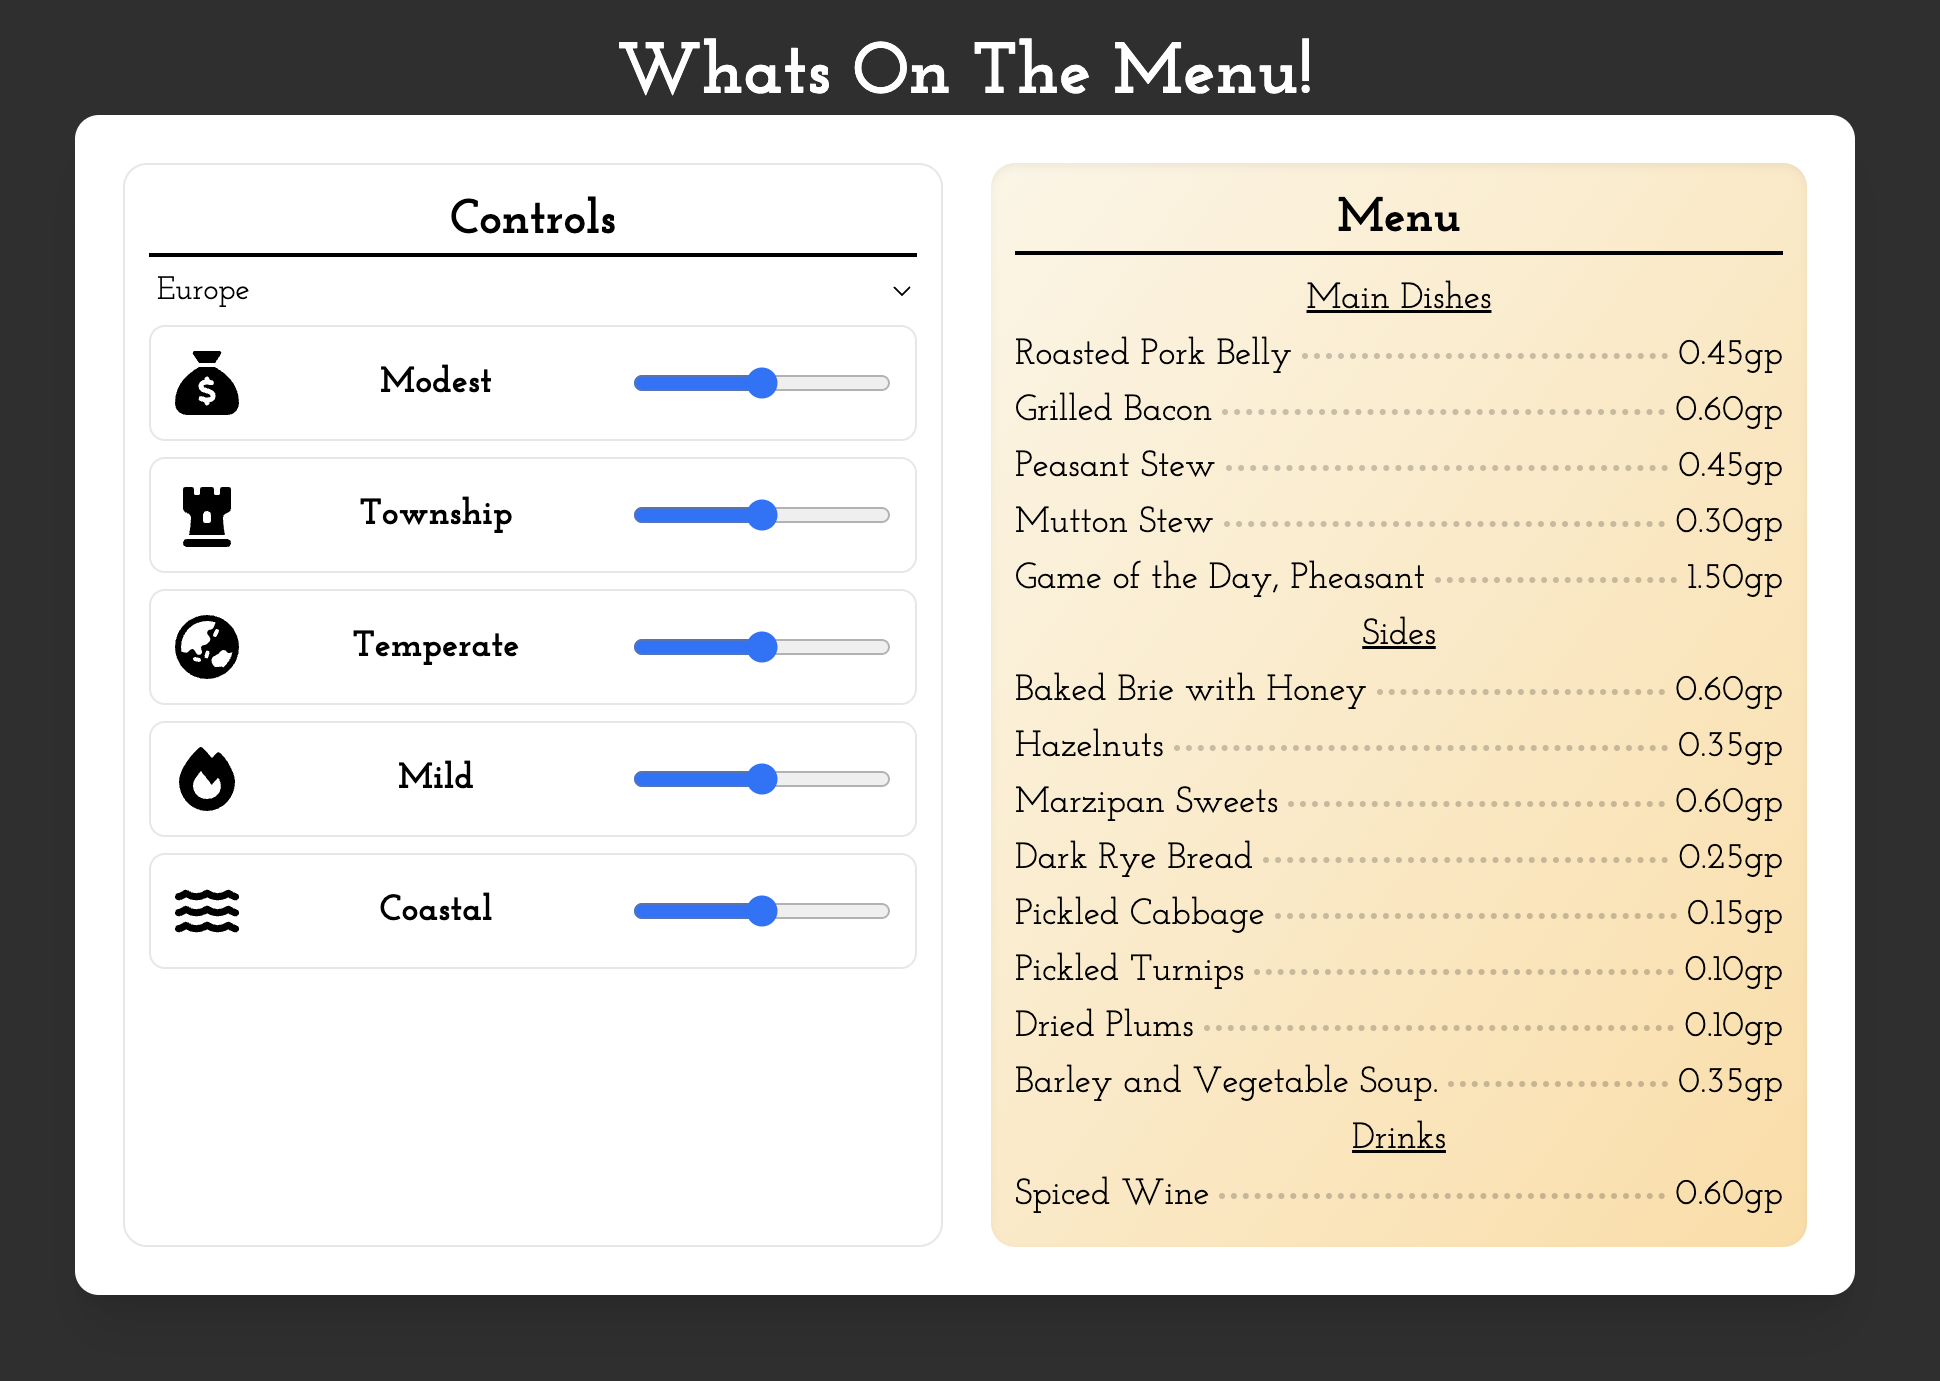 Whats On The Menu!
Controls
Europe
Modest
Township
Temperate
Mild
Coastal
Menu
Main Dishes
Roasted Pork Belly 0.45gp
Grilled Bacon 0.60gp
Peasant Stew 0.45gp
Mutton Stew 0.30gp
Game of the Day, Pheasant 1.50gp
Sides
Baked Brie with Honey 0.60gp
Hazelnuts 0.35gp
Marzipan Sweets 0.60gp
Dark Rye Bread 0.25gp
Pickled Cabbage 0.15gp
Pickled Turnips 0.10gp
Dried Plums 0.10gp
Barley and Vegetable Soup. 0.35gp
Drinks
Spiced Wine 0.60gp